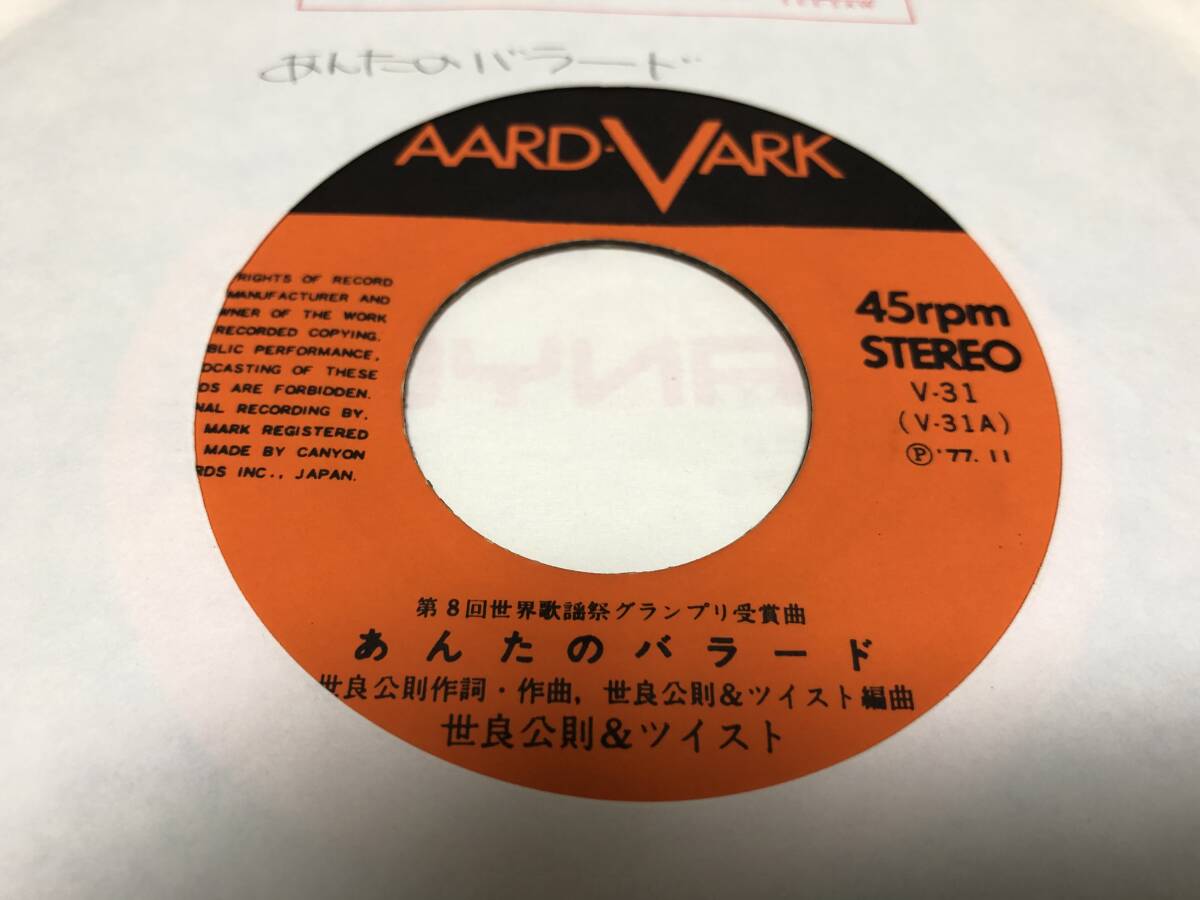 あんたのバラード
AARD-VARK
RIGHTS OF RECORD
MANUFACTURER AND
WNER OF THE WORK
RECORDED COPYING.
BLIC PERFORMANCE,
DCASTING OF THESE
DS ARE FORBIDDEN.
NAL RECORDING BY.
MARK REGISTERED
MADE BY CANYON
RDS INC., JAPAN.
45rpm
STEREO
V-31
(V-31A)
Ⓟ'77.11
第8回世界歌謡祭グランプリ受賞曲
あんたのバラード
世良公則作詞・作曲, 世良公則&ツイスト編曲
世良公則&ツイスト